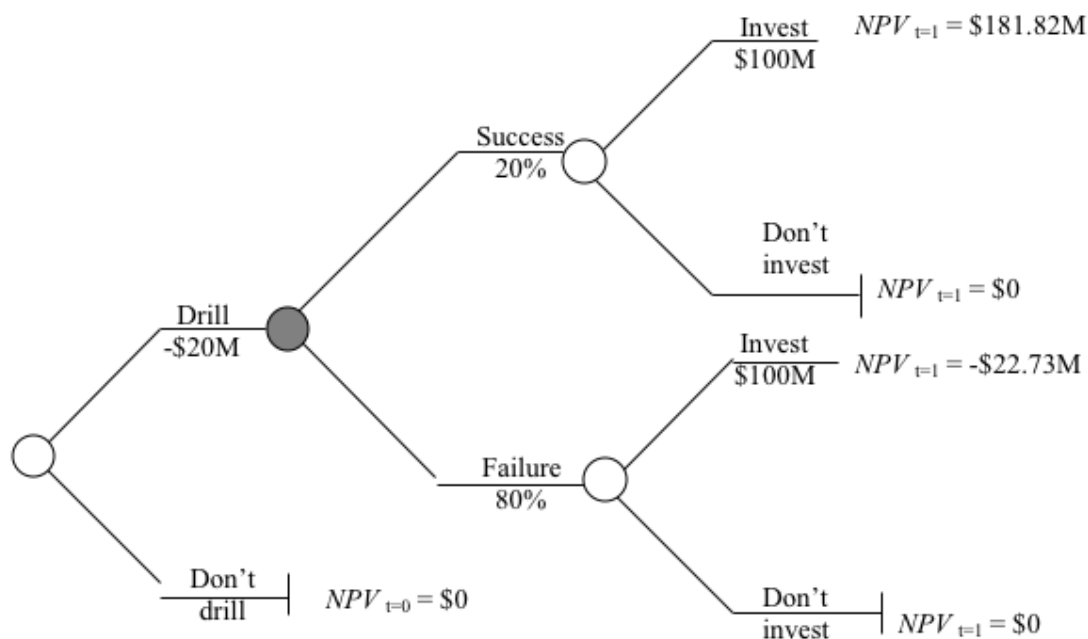 Invest
$100M
NPV t=1 = $181.82M
Success
20%
Don’t
invest
NPV t=1 = $0
Drill
-$20M
Invest
$100M
NPV t=1 = -$22.73M
Failure
80%
Don’t
drill
NPV t=0 = $0
Don’t
invest
NPV t=1 = $0